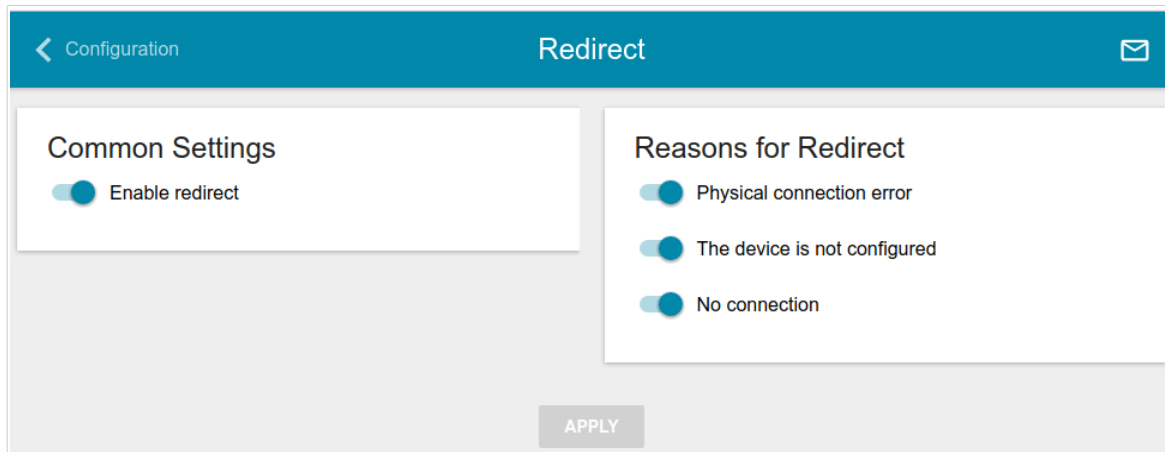 Configuration
Redirect
Common Settings
Enable redirect
Reasons for Redirect
Physical connection error
The device is not configured
No connection
APPLY